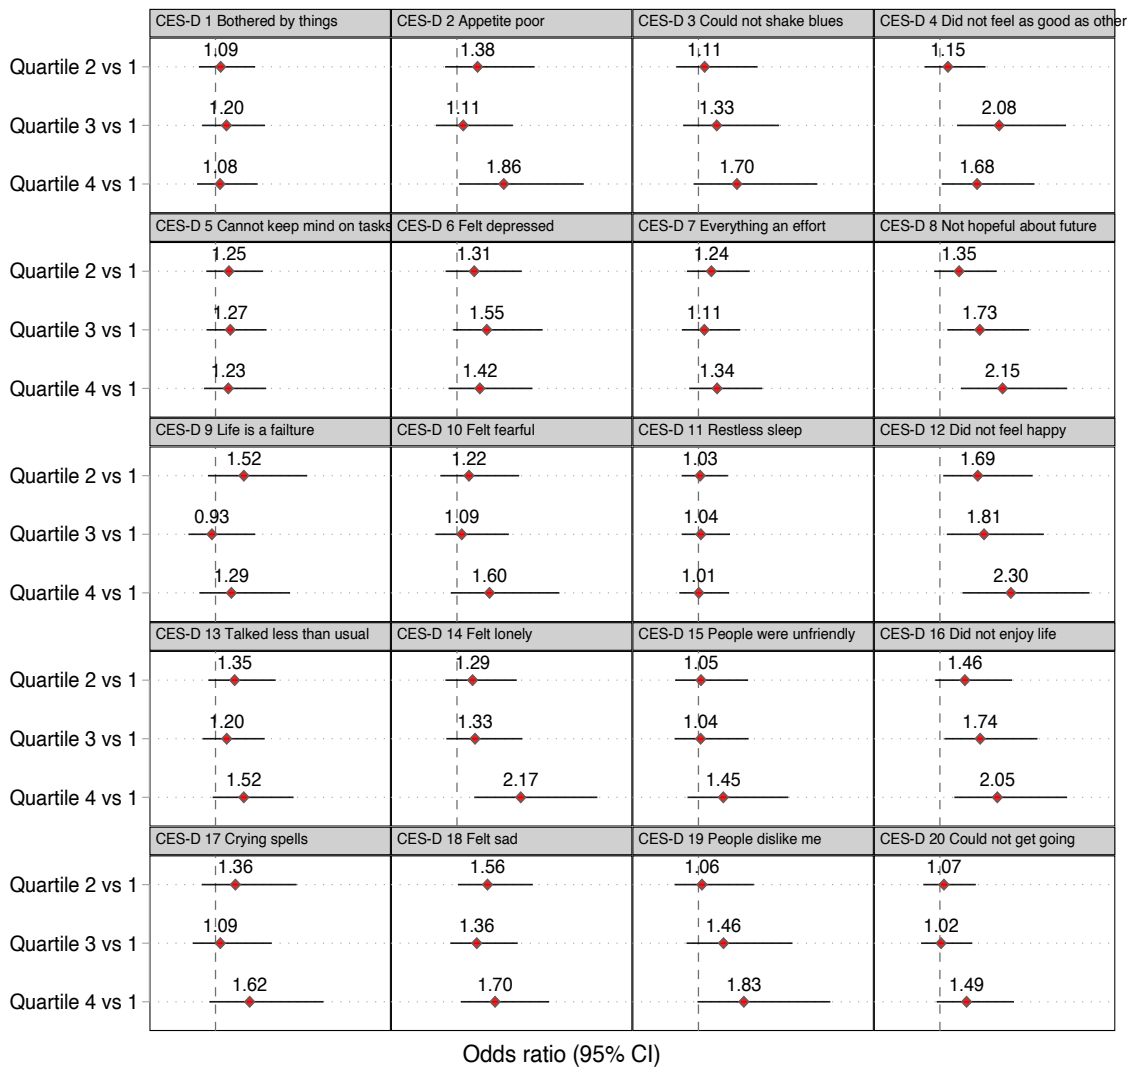 CES-D 1 Bothered by things CES-D 2 Appetite poor CES-D 3 Could not shake blues CES-D 4 Did not feel as good as other
Quartile 2 vs 1 1.09 1.38 1.11 1.15
Quartile 3 vs 1 1.20 1.11 1.33 2.08
Quartile 4 vs 1 1.08 1.86 1.70 1.68
CES-D 5 Cannot keep mind on tasks CES-D 6 Felt depressed CES-D 7 Everything an effort CES-D 8 Not hopeful about future
Quartile 2 vs 1 1.25 1.31 1.24 1.35
Quartile 3 vs 1 1.27 1.55 1.11 1.73
Quartile 4 vs 1 1.23 1.42 1.34 2.15
CES-D 9 Life is a failture CES-D 10 Felt fearful CES-D 11 Restless sleep CES-D 12 Did not feel happy
Quartile 2 vs 1 1.52 1.22 1.03 1.69
Quartile 3 vs 1 0.93 1.09 1.04 1.81
Quartile 4 vs 1 1.29 1.60 1.01 2.30
CES-D 13 Talked less than usual CES-D 14 Felt lonely CES-D 15 People were unfriendly CES-D 16 Did not enjoy life
Quartile 2 vs 1 1.35 1.29 1.05 1.46
Quartile 3 vs 1 1.20 1.33 1.04 1.74
Quartile 4 vs 1 1.52 2.17 1.45 2.05
CES-D 17 Crying spells CES-D 18 Felt sad CES-D 19 People dislike me CES-D 20 Could not get going
Quartile 2 vs 1 1.36 1.56 1.06 1.07
Quartile 3 vs 1 1.09 1.36 1.46 1.02
Quartile 4 vs 1 1.62 1.70 1.83 1.49
Odds ratio (95% CI)